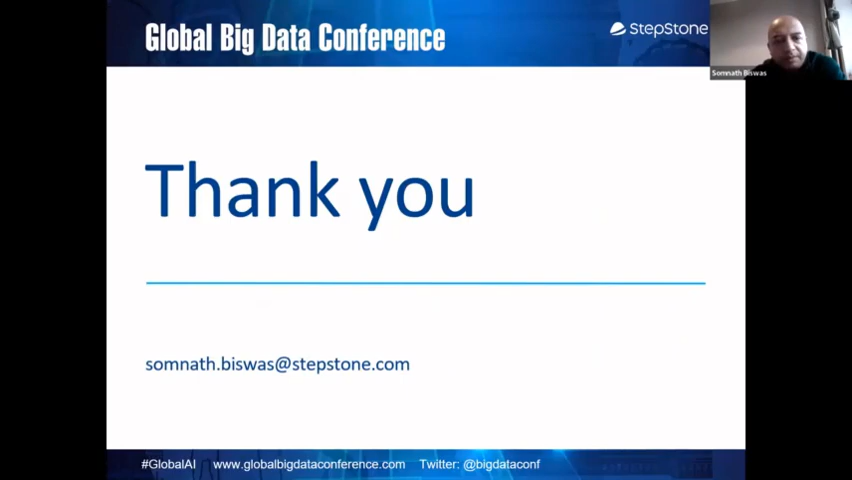 Global Big Data Conference
StepStone
Somnath Biswas
Thank you
somnath.biswas@stepstone.com
#GlobalAI www.globalbigdataconference.com Twitter: @bigdataconf